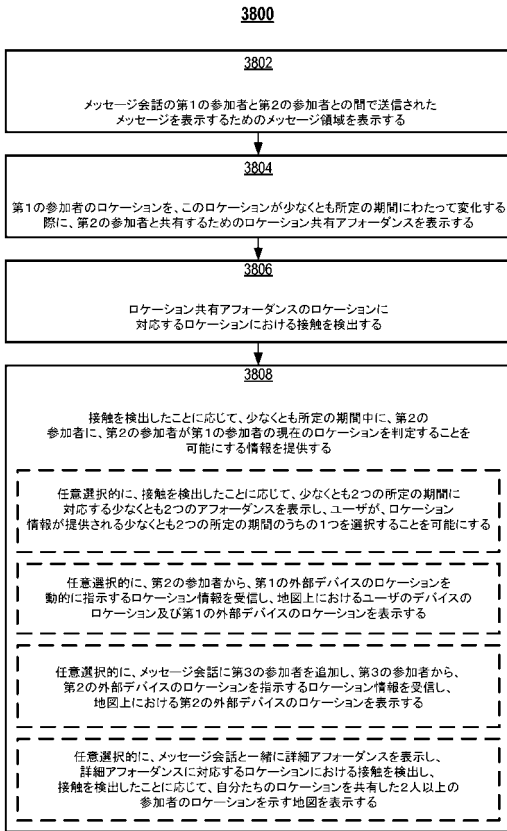 3800
3802
メッセージ会話の第1の参加者と第2の参加者との間で送信された
メッセージを表示するためのメッセージ領域を表示する
3804
第1の参加者のロケーションを、このロケーションが少なくとも所定の期間にわたって変化する
際に、第2の参加者と共有するためのロケーション共有アフォーダンスを表示する
3806
ロケーション共有アフォーダンスのロケーションに
対応するロケーションにおける接触を検出する
3808
接触を検出したことに応じて、少なくとも所定の期間中に、第2の
参加者に、第2の参加者が第1の参加者の現在のロケーションを判定することを
可能にする情報を提供する
任意選択的に、接触を検出したことに応じて、少なくとも2つの所定の期間に
対応する少なくとも2つのアフォーダンスを表示し、ユーザが、ロケーション
情報が提供される少なくとも2つの所定の期間のうちの1つを選択することを可能にする
任意選択的に、第2の参加者から、第1の外部デバイスのロケーションを
動的に指示するロケーション情報を受信し、地図上におけるユーザのデバイスの
ロケーション及び第1の外部デバイスのロケーションを表示する
任意選択的に、メッセージ会話に第3の参加者を追加し、第3の参加者から、
第2の外部デバイスのロケーションを指示するロケーション情報を受信し、
地図上における第2の外部デバイスのロケーションを表示する
任意選択的に、メッセージ会話と一緒に詳細アフォーダンスを表示し、
詳細アフォーダンスに対応するロケーションにおける接触を検出し、
接触を検出したことに応じて、自分たちのロケーションを共有した2人以上の
参加者のロケーションを示す地図を表示する